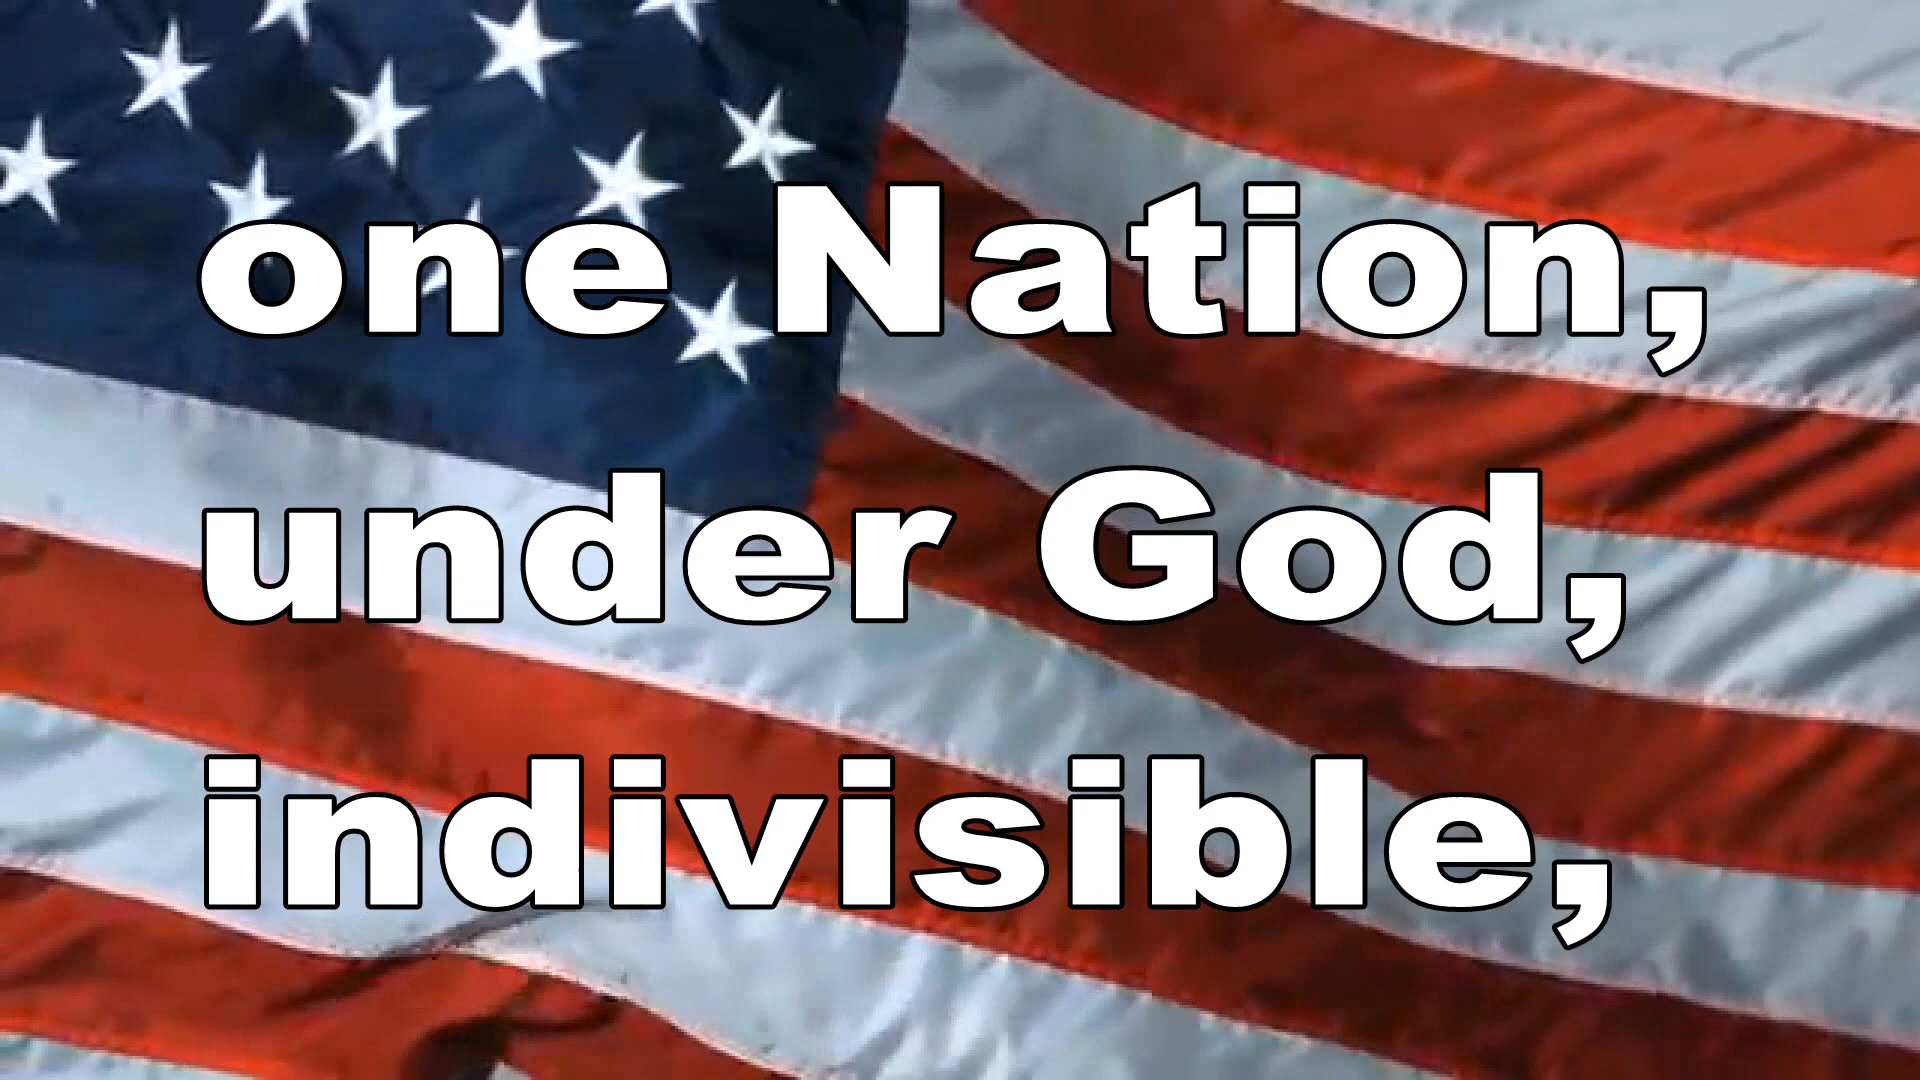 one Nation,
under God,
indivisible,